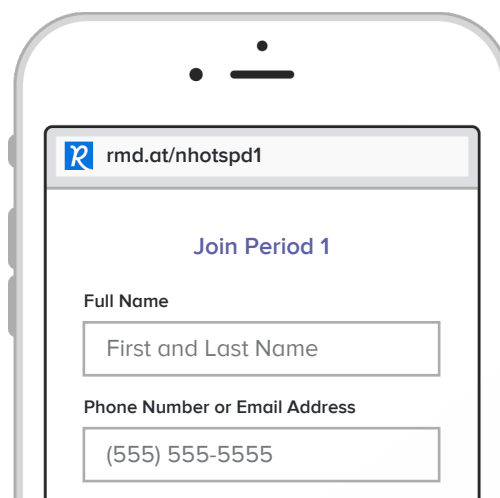 rmd.at/nhotspd1
Join Period 1
Full Name
First and Last Name
Phone Number or Email Address
(555) 555-5555